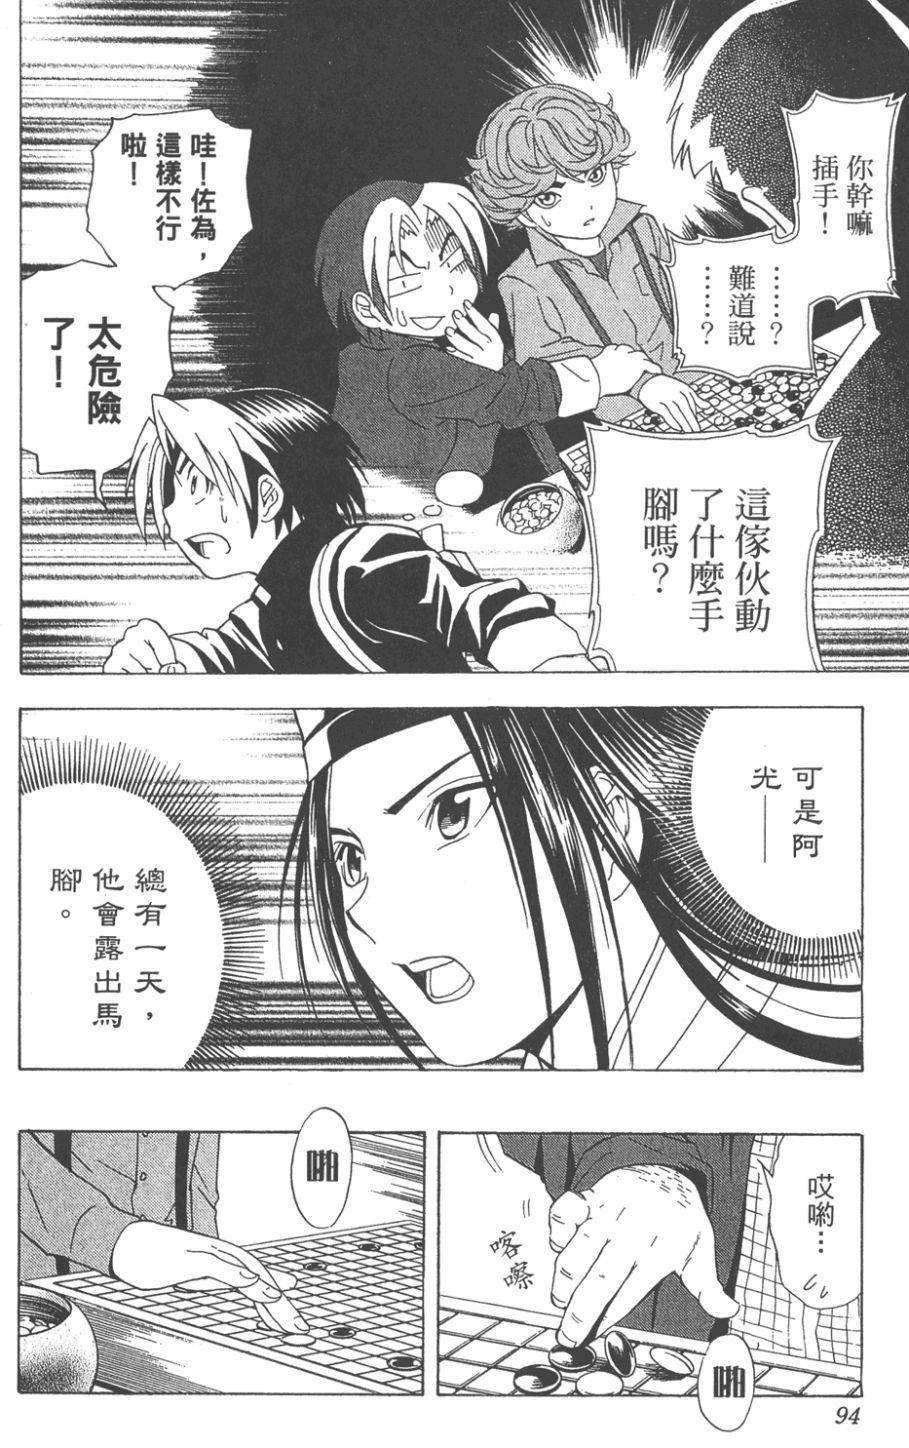 你幹嘛
插手！
……？
難道說
……？
這傢伙動
了什麼手
腳嗎？
哇！佐為，
這樣不行
啦！
太危險
了！
可是阿
光——
總有一天，
他會露出馬
腳。
哎喲…
喀嚓
啪
啪
94